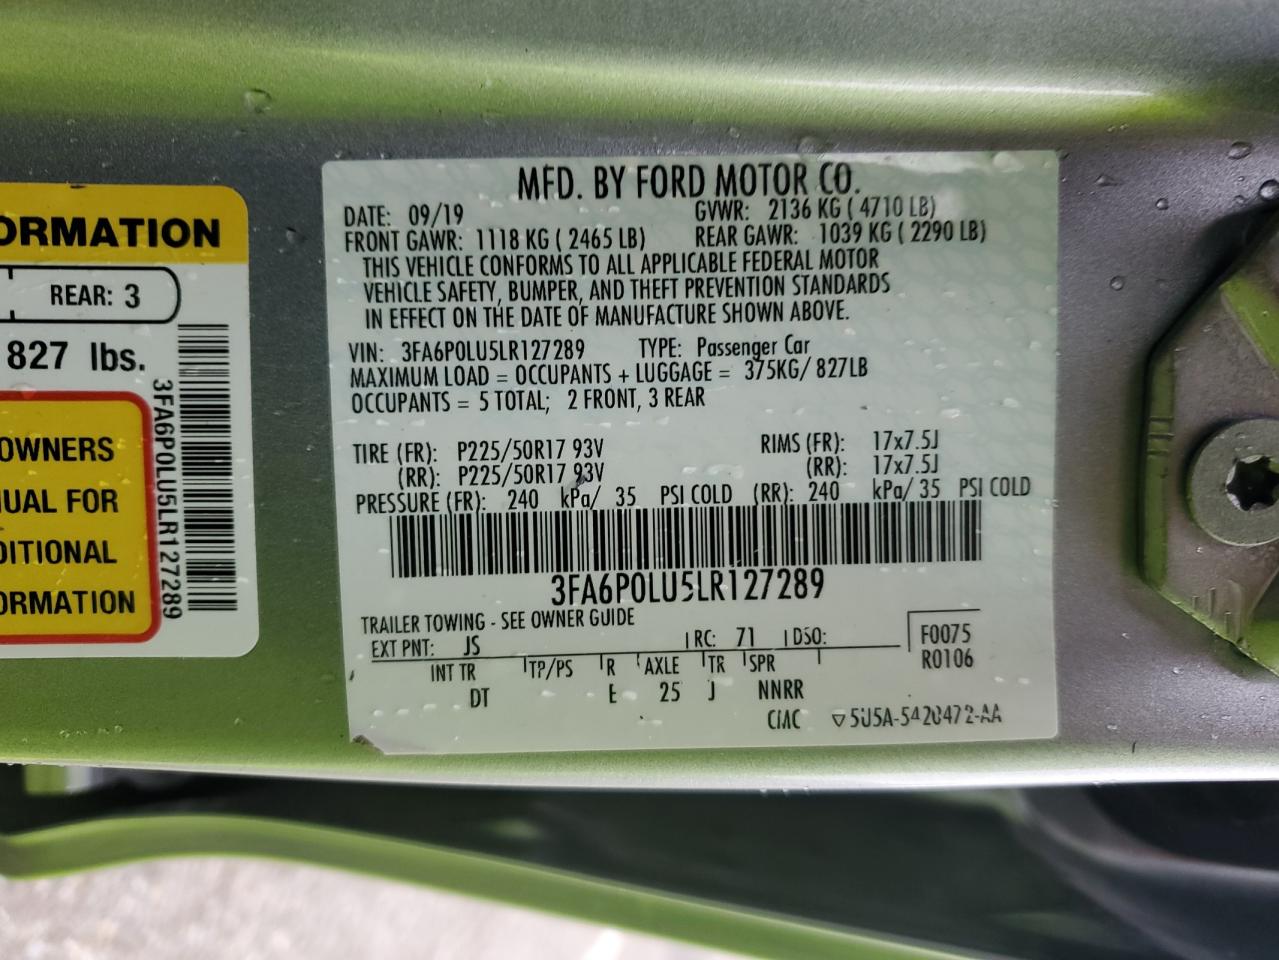 ORMATION
REAR: 3
827 lbs.
OWNERS
UAL FOR
DITIONAL
ORMATION
3FA6P0LU5LR127289
MFD. BY FORD MOTOR CO.
DATE: 09/19 GVWR: 2136 KG ( 4710 LB)
FRONT GAWR: 1118 KG ( 2465 LB) REAR GAWR: 1039 KG ( 2290 LB)
THIS VEHICLE CONFORMS TO ALL APPLICABLE FEDERAL MOTOR
VEHICLE SAFETY, BUMPER, AND THEFT PREVENTION STANDARDS
IN EFFECT ON THE DATE OF MANUFACTURE SHOWN ABOVE.
VIN: 3FA6P0LU5LR127289 TYPE: Passenger Car
MAXIMUM LOAD = OCCUPANTS + LUGGAGE = 375KG/ 827LB
OCCUPANTS = 5 TOTAL; 2 FRONT, 3 REAR
TIRE (FR): P225/50R17 93V RIMS (FR): 17x7.5J
(RR): P225/50R17 93V (RR): 17x7.5J
PRESSURE (FR): 240 kPa/ 35 PSI COLD (RR): 240 kPa/ 35 PSI COLD
3FA6P0LU5LR127289
TRAILER TOWING - SEE OWNER GUIDE
EXT PNT: JS RC: 71 DSO: F0075
R0106
INT TR TP/PS R AXLE TR SPR
DT E 25 J NNRR
CMC ▽5U5A-5420472-AA